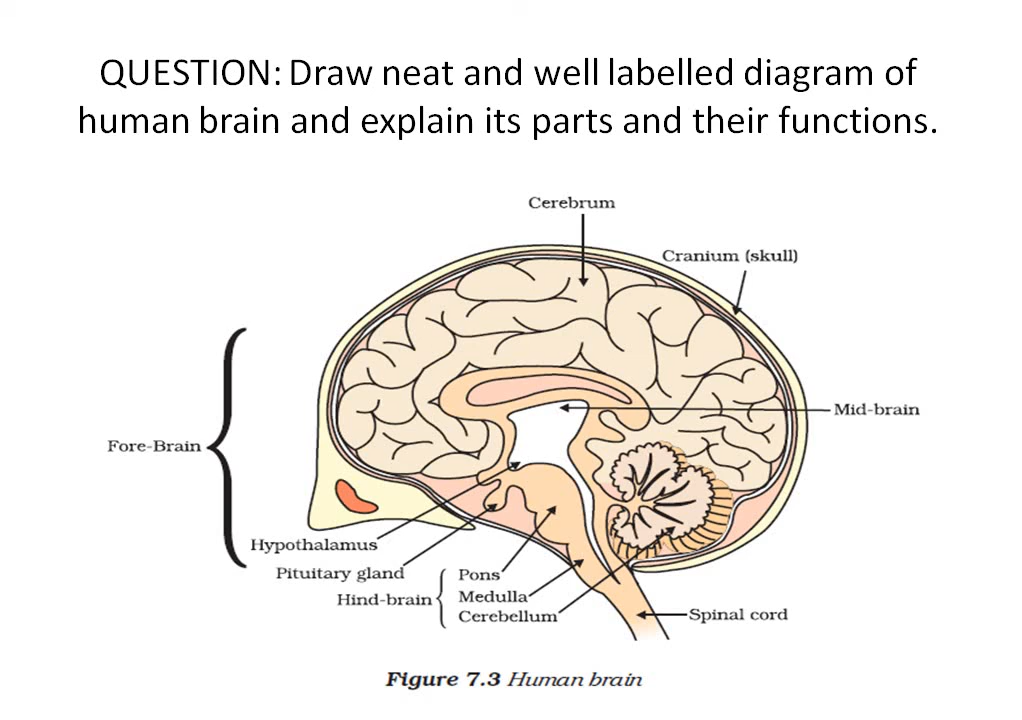 QUESTION: Draw neat and well labelled diagram of
human brain and explain its parts and their functions.
Cerebrum
Cranium (skull)
Mid-brain
Fore-Brain
Hypothalamus
Pituitary gland
Hind-brain
Pons
Medulla
Cerebellum
Spinal cord
Figure 7.3 Human brain